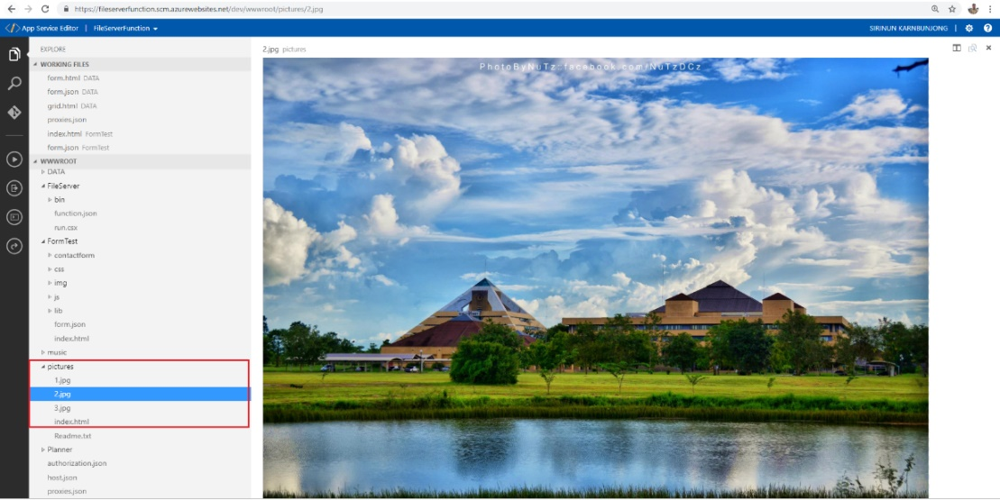 https://fileserverfunction.scm.azurewebsites.net/dev/wwwroot/pictures/2.jpg
App Service Editor | FileServerFunction
SIRINUN KARNBUNJONG
EXPLORE
2.jpg pictures
WORKING FILES
form.html DATA
form.json DATA
grid.html DATA
proxies.json
index.html FormTest
form.json FormTest
WWWROOT
DATA
FileServer
bin
function.json
run.csx
FormTest
contactform
css
img
js
lib
form.json
index.html
music
pictures
1.jpg
2.jpg
3.jpg
index.html
Readme.txt
Planner
authorization.json
host.json
proxies.json
PhotoByNuTz::facebook.com/NuTzDCz